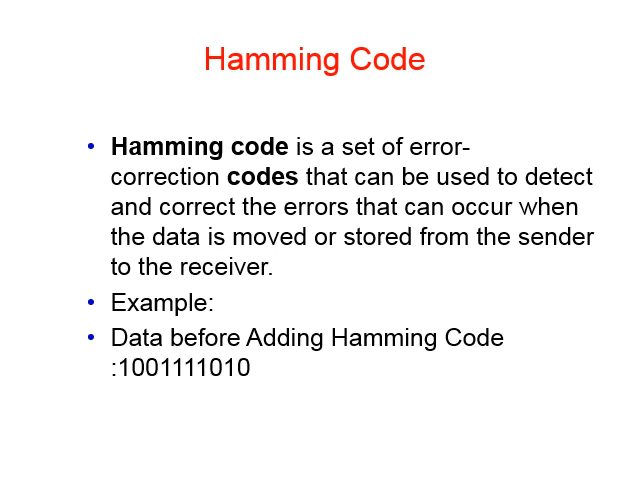 Hamming Code
• Hamming code is a set of error-
correction codes that can be used to detect
and correct the errors that can occur when
the data is moved or stored from the sender
to the receiver.
• Example:
• Data before Adding Hamming Code
:1001111010